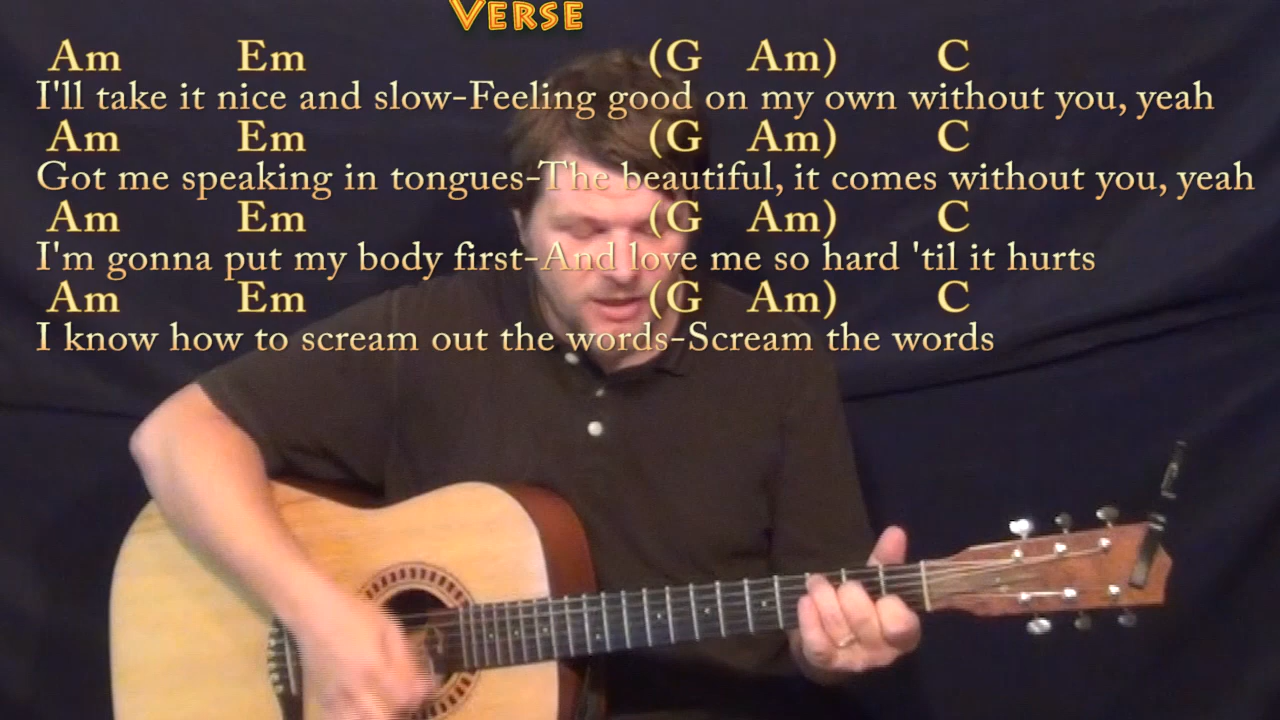 VERSE
Am Em (G Am) C
I'll take it nice and slow-Feeling good on my own without you, yeah
Am Em (G Am) C
Got me speaking in tongues-The beautiful, it comes without you, yeah
Am Em (G Am) C
I'm gonna put my body first-And love me so hard 'til it hurts
Am Em (G Am) C
I know how to scream out the words-Scream the words